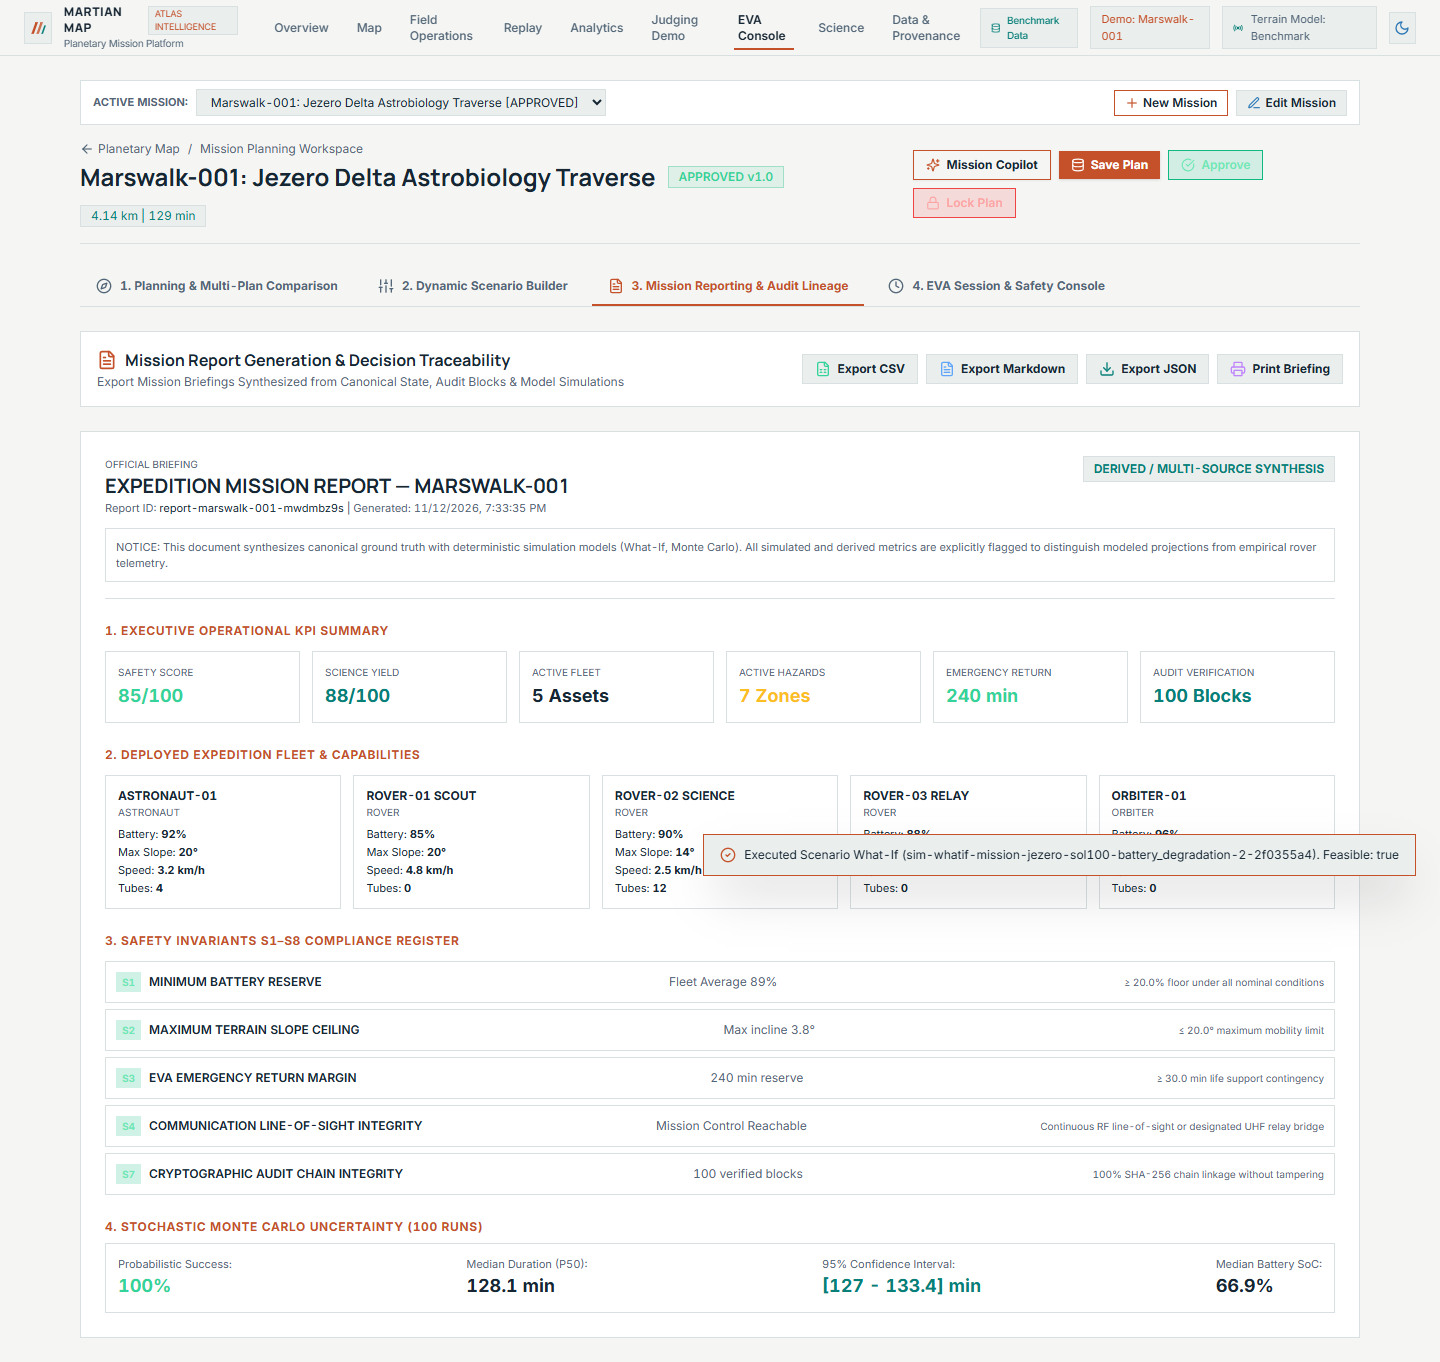 MARTIAN MAP
Planetary Mission Platform
ATLAS INTELLIGENCE
Overview
Map
Field Operations
Replay
Analytics
Judging Demo
EVA Console
Science
Data & Provenance
Benchmark Data
Demo: Marswalk-001
Terrain Model: Benchmark
ACTIVE MISSION:
Marswalk-001: Jezero Delta Astrobiology Traverse [APPROVED]
New Mission
Edit Mission
Planetary Map / Mission Planning Workspace
Marswalk-001: Jezero Delta Astrobiology Traverse
APPROVED v1.0
4.14 km | 129 min
Mission Copilot
Save Plan
Approve
Lock Plan
1. Planning & Multi-Plan Comparison
2. Dynamic Scenario Builder
3. Mission Reporting & Audit Lineage
4. EVA Session & Safety Console
Mission Report Generation & Decision Traceability
Export Mission Briefings Synthesized from Canonical State, Audit Blocks & Model Simulations
Export CSV
Export Markdown
Export JSON
Print Briefing
OFFICIAL BRIEFING
EXPEDITION MISSION REPORT — MARSWALK-001
Report ID: report-marswalk-001-mwdmbz9s | Generated: 11/12/2026, 7:33:35 PM
DERIVED / MULTI-SOURCE SYNTHESIS
NOTICE: This document synthesizes canonical ground truth with deterministic simulation models (What-If, Monte Carlo). All simulated and derived metrics are explicitly flagged to distinguish modeled projections from empirical rover
telemetry.
1. EXECUTIVE OPERATIONAL KPI SUMMARY
SAFETY SCORE
85/100
SCIENCE YIELD
88/100
ACTIVE FLEET
5 Assets
ACTIVE HAZARDS
7 Zones
EMERGENCY RETURN
240 min
AUDIT VERIFICATION
100 Blocks
2. DEPLOYED EXPEDITION FLEET & CAPABILITIES
ASTRONAUT-01
ASTRONAUT
Battery: 92%
Max Slope: 20°
Speed: 3.2 km/h
Tubes: 4
ROVER-01 SCOUT
ROVER
Battery: 85%
Max Slope: 20°
Speed: 4.8 km/h
Tubes: 0
ROVER-02 SCIENCE
ROVER
Battery: 90%
Max Slope: 14°
Speed: 2.5 km/h
Tubes: 12
ROVER-03 RELAY
ROVER
Battery: 88%
Tubes: 0
ORBITER-01
ORBITER
Battery: 96%
Tubes: 0
Executed Scenario What-If (sim-whatif-mission-jezero-sol100-battery_degradation-2-2f0355a4). Feasible: true
3. SAFETY INVARIANTS S1–S8 COMPLIANCE REGISTER
S1 MINIMUM BATTERY RESERVE Fleet Average 89% ≥ 20.0% floor under all nominal conditions
S2 MAXIMUM TERRAIN SLOPE CEILING Max incline 3.8° ≤ 20.0° maximum mobility limit
S3 EVA EMERGENCY RETURN MARGIN 240 min reserve ≥ 30.0 min life support contingency
S4 COMMUNICATION LINE-OF-SIGHT INTEGRITY Mission Control Reachable Continuous RF line-of-sight or designated UHF relay bridge
S7 CRYPTOGRAPHIC AUDIT CHAIN INTEGRITY 100 verified blocks 100% SHA-256 chain linkage without tampering
4. STOCHASTIC MONTE CARLO UNCERTAINTY (100 RUNS)
Probabilistic Success:
100%
Median Duration (P50):
128.1 min
95% Confidence Interval:
[127 - 133.4] min
Median Battery SoC:
66.9%